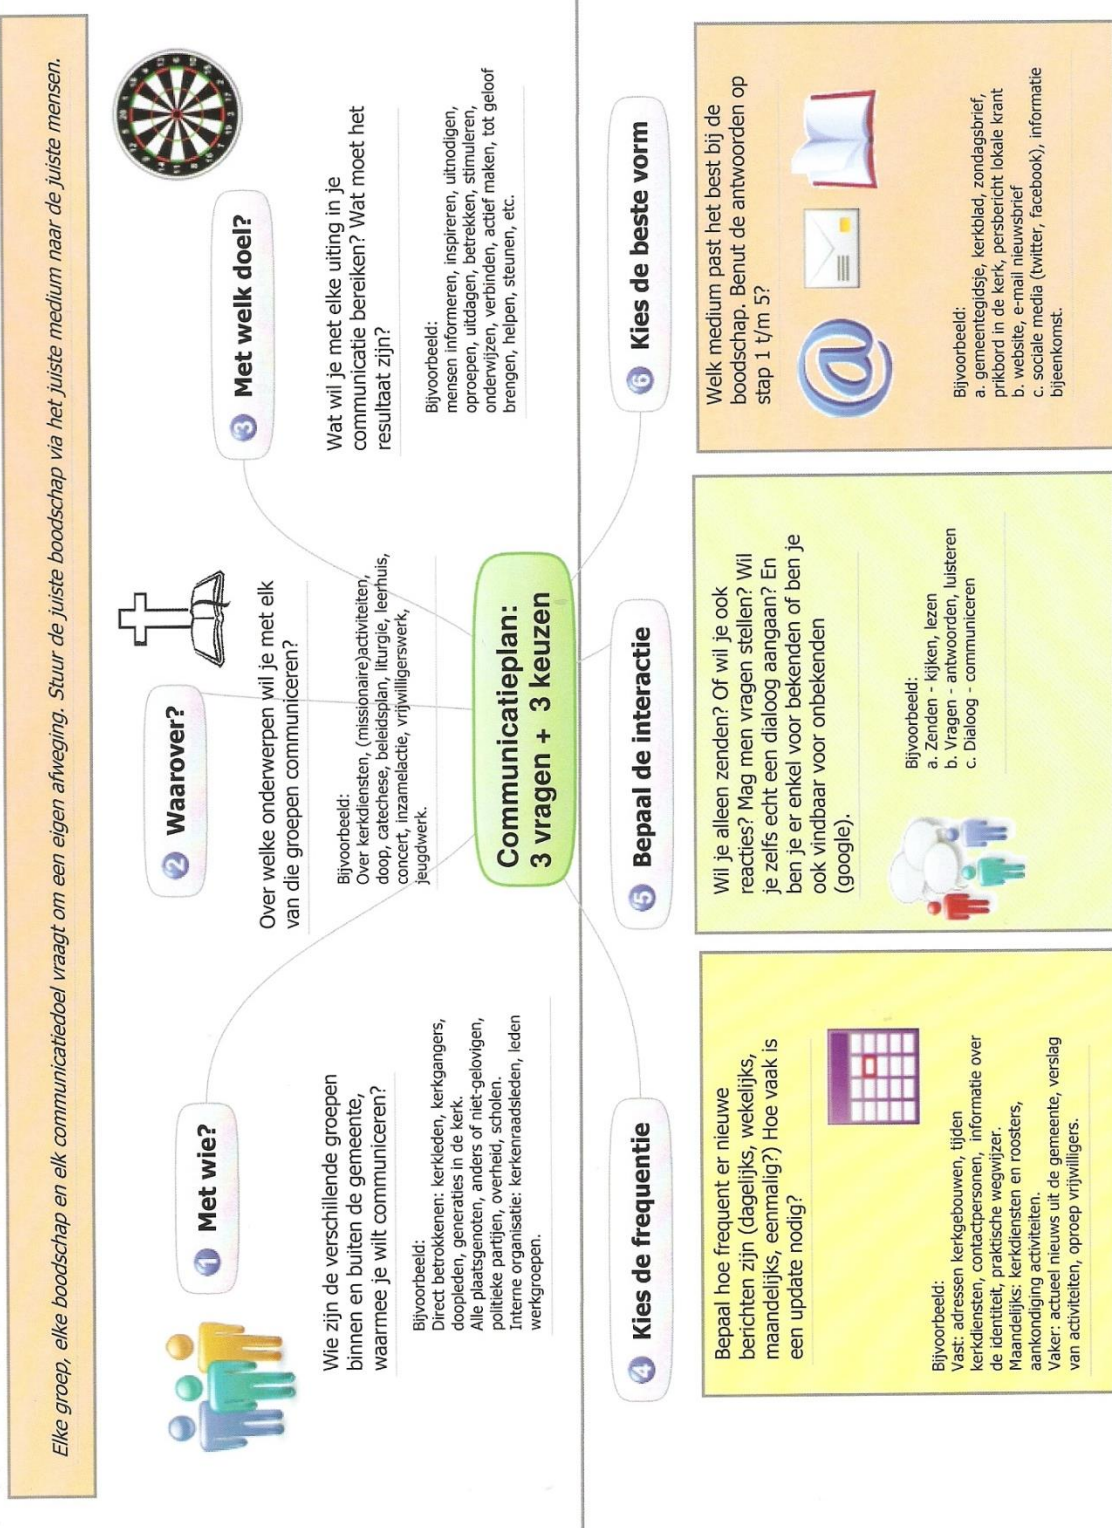 Elke groep, elke boodschap en elk communicatiedoel vraagt om een eigen afweging. Stuur de juiste boodschap via het juiste medium naar de juiste mensen.
1 Met wie?
Wie zijn de verschillende groepen
binnen en buiten de gemeente,
waarmee je wilt communiceren?
Bijvoorbeeld:
Direct betrokkenen: kerkleden, kerkgangers,
doopleden, generaties in de kerk.
Alle plaatsgenoten, anders of niet-gelovigen,
politieke partijen, overheid, scholen.
Interne organisatie: kerkenraadsleden, leden
werkgroepen.
2 Waarover?
Over welke onderwerpen wil je met elk
van die groepen communiceren?
Bijvoorbeeld:
Over kerkdiensten, (missionaire)activiteiten,
doop, catechese, beleidsplan, liturgie, leerhuis,
concert, inzamelactie, vrijwilligerswerk,
jeugdwerk.
3 Met welk doel?
Wat wil je met elke uiting in je
communicatie bereiken? Wat moet het
resultaat zijn?
Bijvoorbeeld:
mensen informeren, inspireren, uitnodigen,
oproepen, uitdagen, betrekken, stimuleren,
onderwijzen, verbinden, actief maken, tot geloof
brengen, helpen, steunen, etc.
Communicatieplan:
3 vragen + 3 keuzen
4 Kies de frequentie
Bepaal hoe frequent er nieuwe
berichten zijn (dagelijks, wekelijks,
maandelijks, eenmalig?) Hoe vaak is
een update nodig?
Bijvoorbeeld:
Vast: adressen kerkgebouwen, tijden
kerkdiensten, contactpersonen, informatie over
de identiteit, praktische wegwijzer.
Maandelijks: kerkdiensten en roosters,
aankondiging activiteiten.
Vaker: actueel nieuws uit de gemeente, verslag
van activiteiten, oproep vrijwilligers.
5 Bepaal de interactie
Wil je alleen zenden? Of wil je ook
reacties? Mag men vragen stellen? Wil
je zelfs echt een dialoog aangaan? En
ben je er enkel voor bekenden of ben je
ook vindbaar voor onbekenden
(google).
Bijvoorbeeld:
a. Zenden - kijken, lezen
b. Vragen - antwoorden, luisteren
c. Dialoog - communiceren
6 Kies de beste vorm
Welk medium past het best bij de
boodschap. Benut de antwoorden op
stap 1 t/m 5?
@
Bijvoorbeeld:
a. gemeentegidsje, kerkblad, zondagsbrief,
prikbord in de kerk, persbericht lokale krant
b. website, e-mail nieuwsbrief
c. sociale media (twitter, facebook), informatie
bijeenkomst.